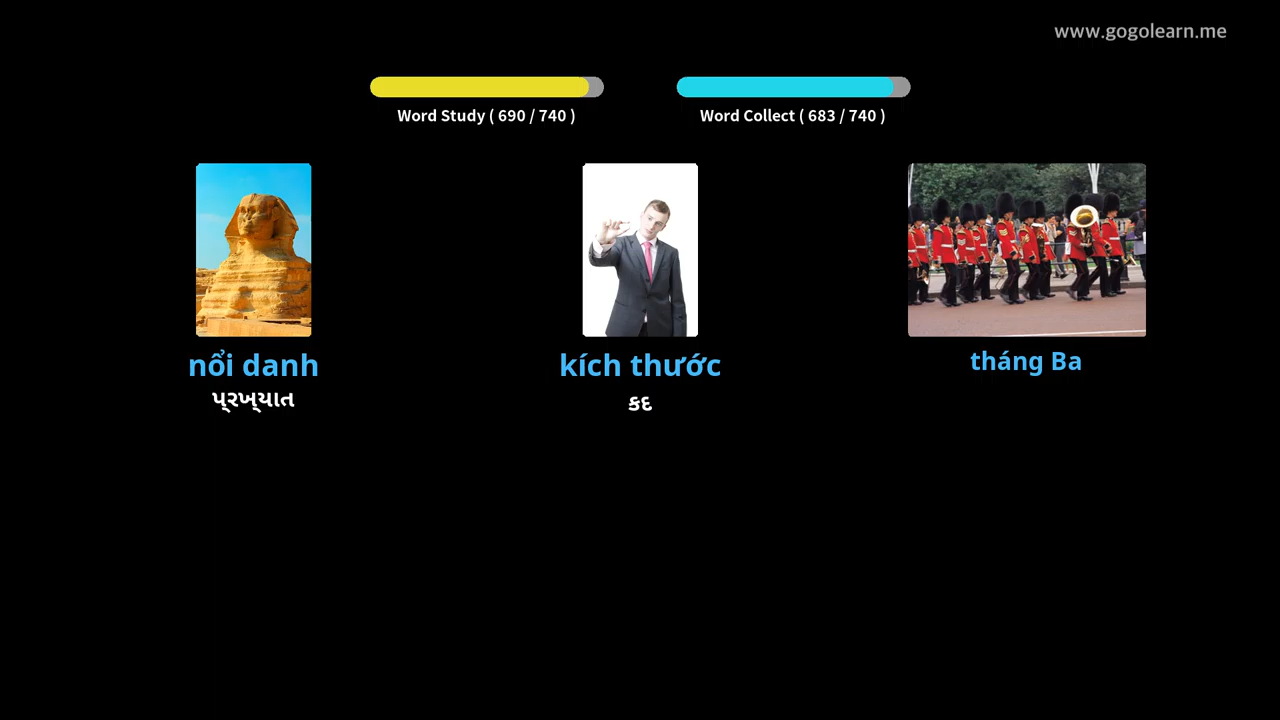 www.gogolearn.me
Word Study ( 690 / 740 )
Word Collect ( 683 / 740 )
nổi danh
પ્રખ્યાત
kích thước
કદ
tháng Ba